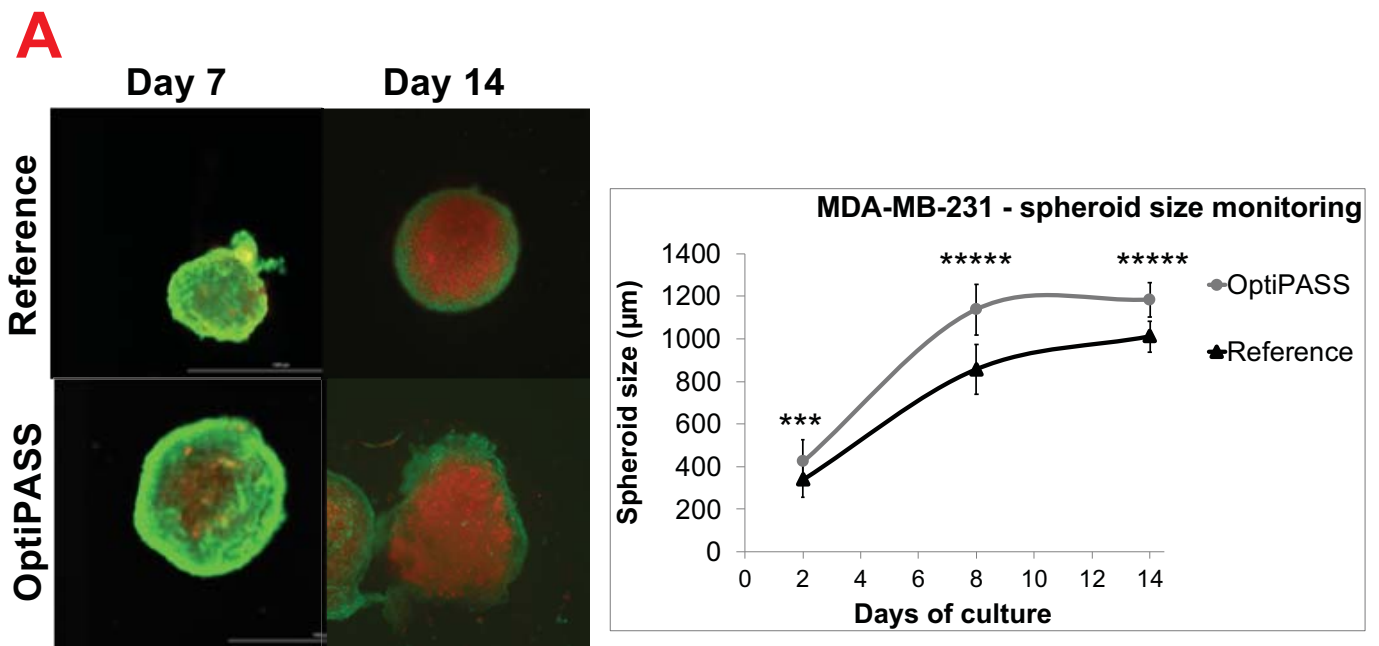 A
Day 7
Day 14
Reference
OptiPASS
MDA-MB-231 - spheroid size monitoring
Spheroid size (µm)
1400
1200
1000
800
600
400
200
0
***
*****
*****
0 2 4 6 8 10 12 14
Days of culture
OptiPASS
Reference